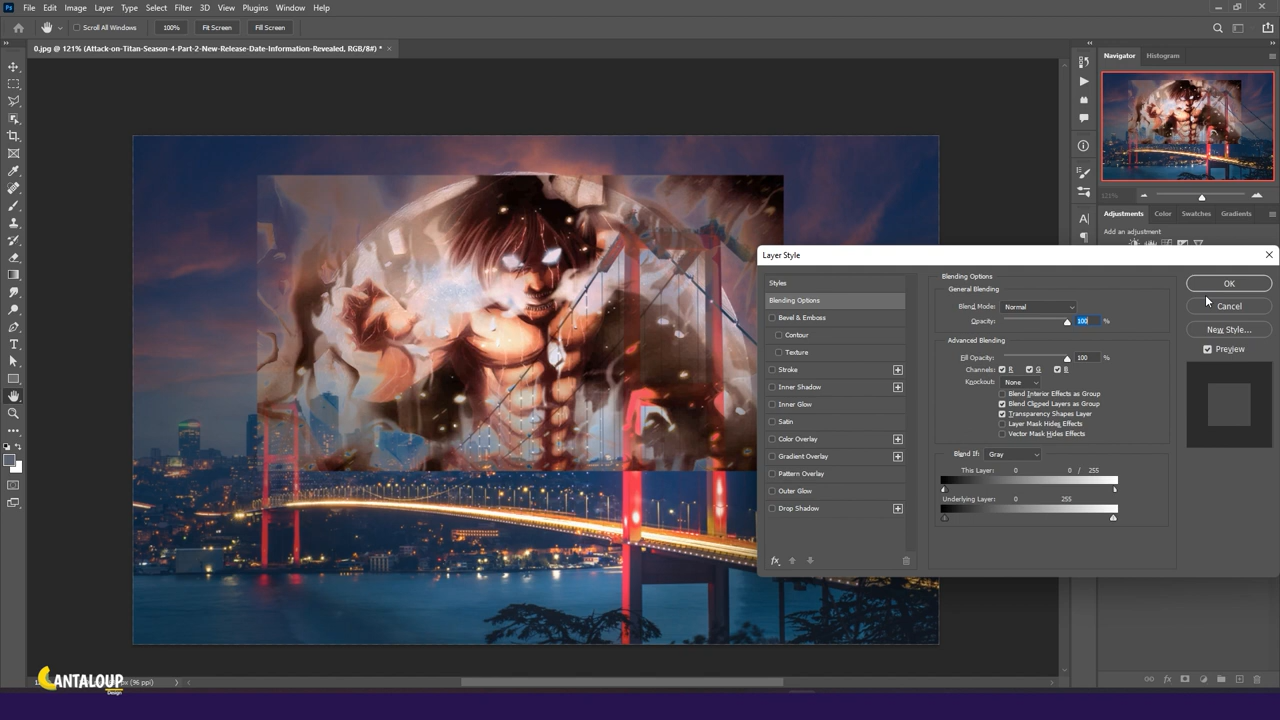 Ps File Edit Image Layer Type Select Filter 3D View Plugins Window Help
Scroll All Windows 100% Fit Screen Fill Screen
0.jpg @ 121% (Attack-on-Titan-Season-4-Part-2-New-Release-Date-Information-Revealed, RGB/8#) *
Navigator Histogram
121%
Adjustments Color Swatches Gradients
Add an adjustment
Layer Style
Styles
Blending Options
Bevel & Emboss
Contour
Texture
Stroke
Inner Shadow
Inner Glow
Satin
Color Overlay
Gradient Overlay
Pattern Overlay
Outer Glow
Drop Shadow
fx
Blending Options
General Blending
Blend Mode: Normal
Opacity: 100 %
Advanced Blending
Fill Opacity: 100 %
Channels: R G B
Knockout: None
Blend Interior Effects as Group
Blend Clipped Layers as Group
Transparency Shapes Layer
Layer Mask Hides Effects
Vector Mask Hides Effects
Blend If: Gray
This Layer: 0 0 / 255
Underlying Layer: 0 255
OK
Cancel
New Style...
Preview
CANTALOUP
Design
(96 ppi)
fx